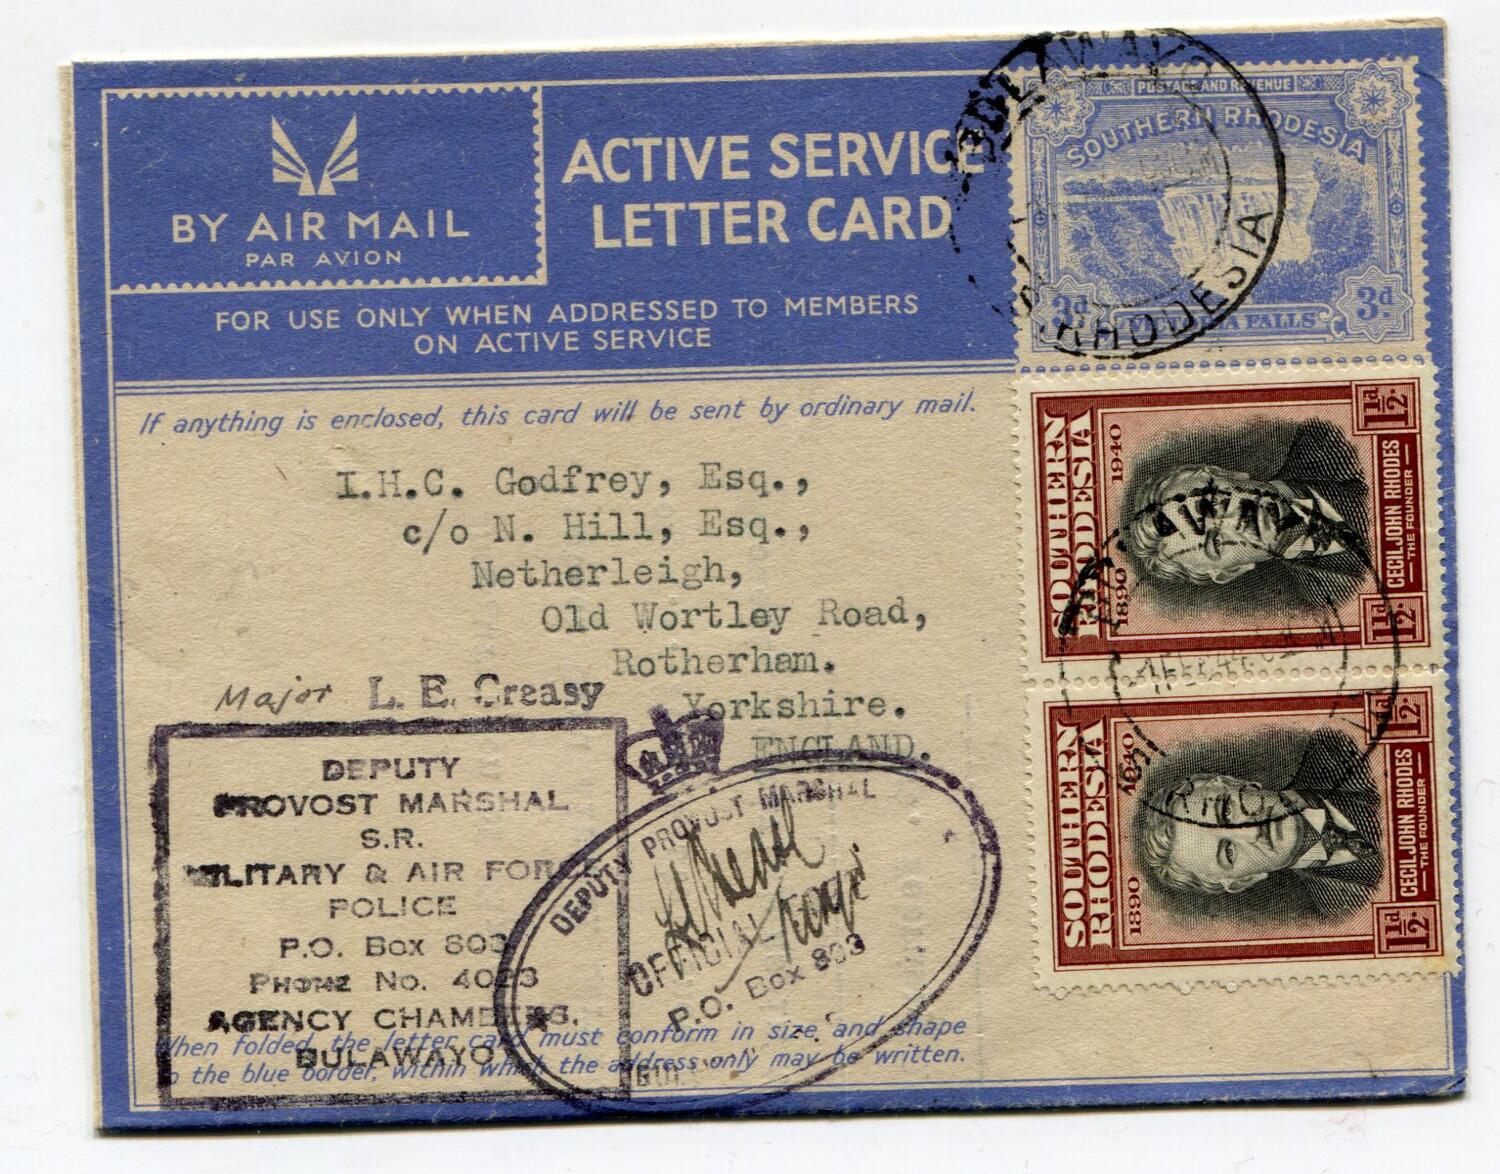 BY AIR MAIL
PAR AVION
ACTIVE SERVICE
LETTER CARD
FOR USE ONLY WHEN ADDRESSED TO MEMBERS
ON ACTIVE SERVICE
POSTAGE AND REVENUE
SOUTHERN RHODESIA
3d 3d
FALLS
BULAWAYO
RHODESIA
If anything is enclosed, this card will be sent by ordinary mail.
I.H.C. Godfrey, Esq.,
c/o N. Hill, Esq.,
Netherleigh,
Old Wortley Road,
Rotherham.
Yorkshire.
ENGLAND.
Major L. E. Creasy
DEPUTY
PROVOST MARSHAL
S.R.
MILITARY & AIR FORCE
POLICE
P.O. Box 803
PHONE No. 4023
AGENCY CHAMBERS,
BULAWAYO
DEPUTY PROVOST MARSHAL
OFFICIAL
P.O. Box 803
When folded, the letter card must conform in size and shape
to the blue border, within which the address only may be written.
SOUTHERN
RHODESIA
1890 1940
1½d
CECIL JOHN RHODES
— THE FOUNDER —
1½d
SOUTHERN
RHODESIA
1890 1940
1½d
CECIL JOHN RHODES
— THE FOUNDER —
1½d